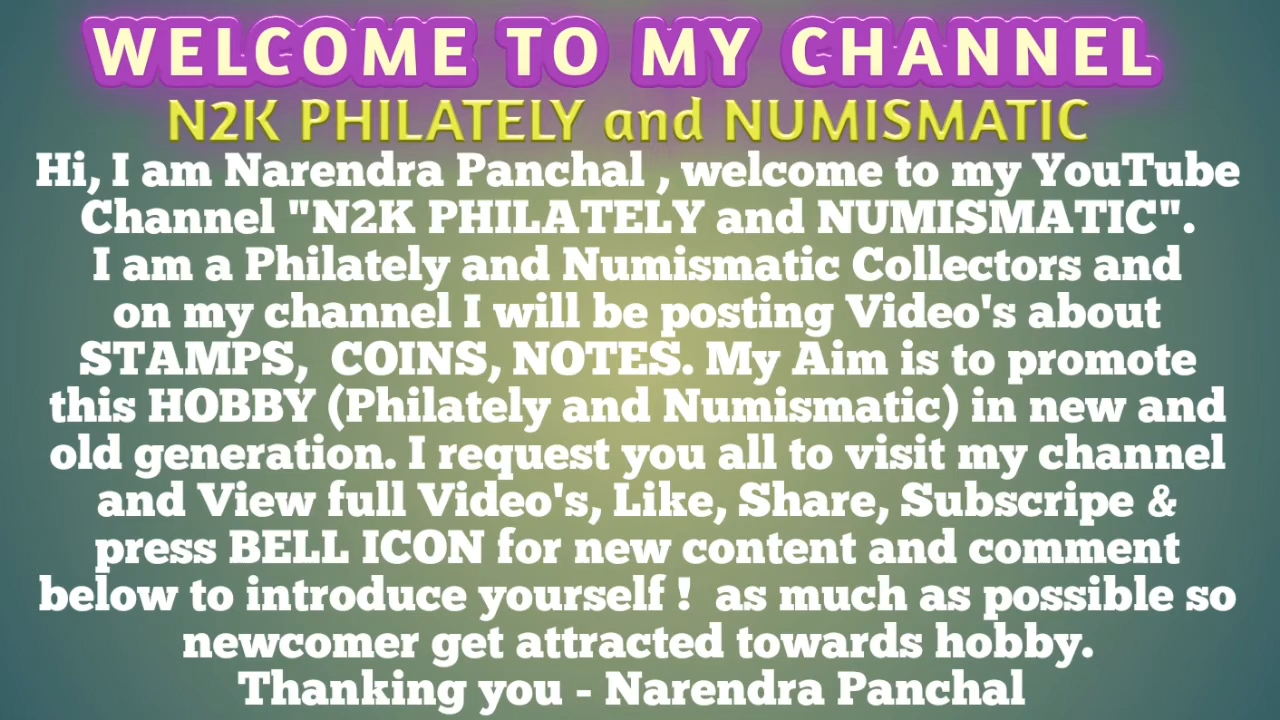 WELCOME TO MY CHANNEL
N2K PHILATELY and NUMISMATIC
Hi, I am Narendra Panchal , welcome to my YouTube
Channel "N2K PHILATELY and NUMISMATIC".
I am a Philately and Numismatic Collectors and
on my channel I will be posting Video's about
STAMPS,  COINS, NOTES. My Aim is to promote
this HOBBY (Philately and Numismatic) in new and
old generation. I request you all to visit my channel
and View full Video's, Like, Share, Subscripe &
press BELL ICON for new content and comment
below to introduce yourself !  as much as possible so
newcomer get attracted towards hobby.
Thanking you - Narendra Panchal